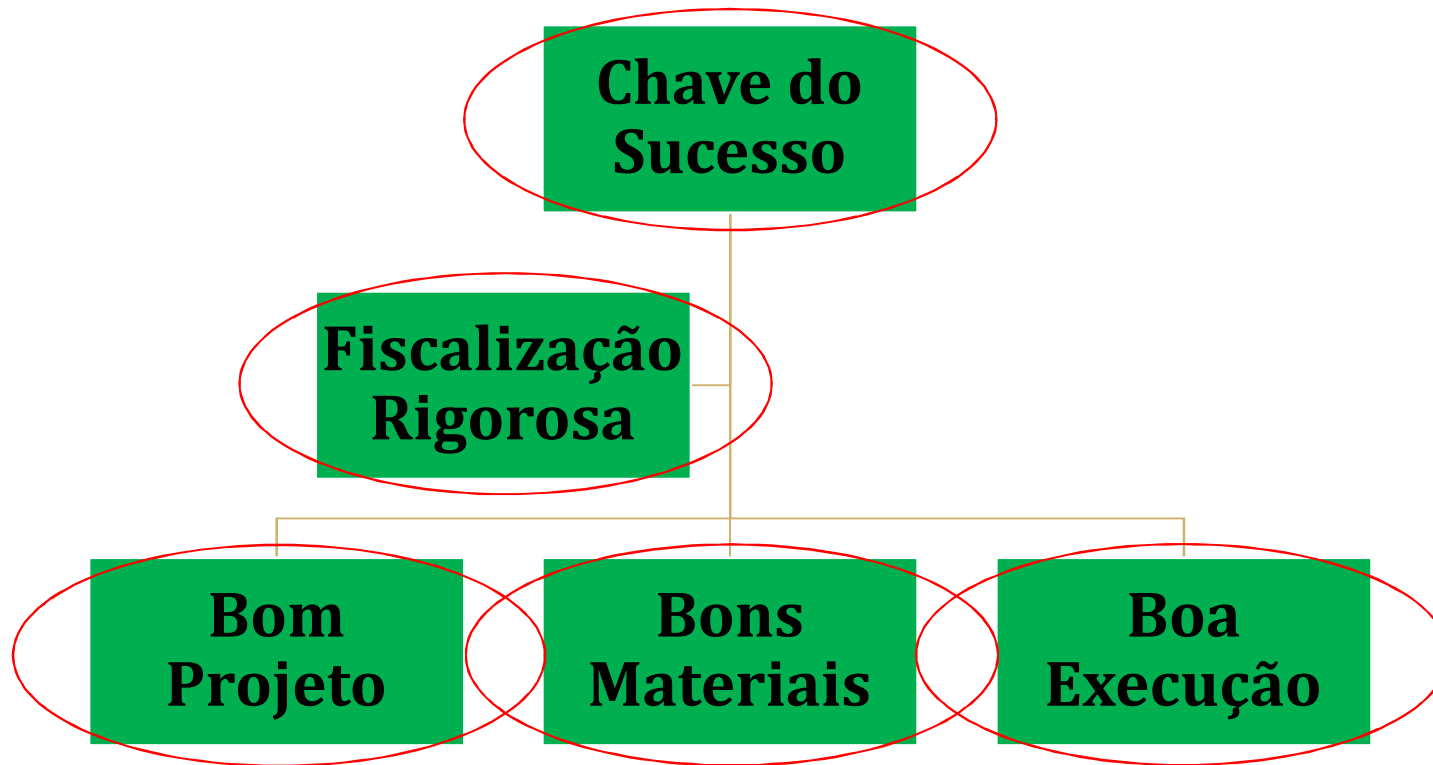 Chave do
Sucesso
Fiscalização
Rigorosa
Bom
Projeto
Bons
Materiais
Boa
Execução